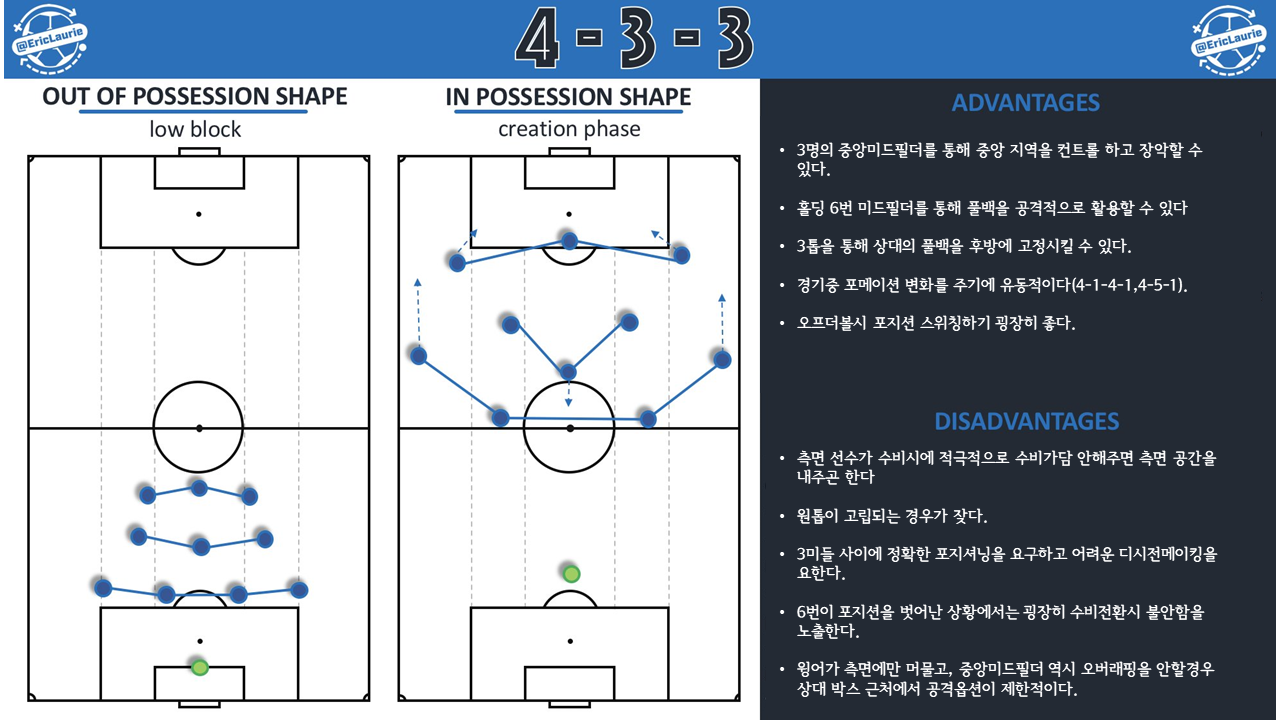 @EricLaurie
4 - 3 - 3
@EricLaurie
OUT OF POSSESSION SHAPE
low block
IN POSSESSION SHAPE
creation phase
ADVANTAGES
• 3명의 중앙미드필더를 통해 중앙 지역을 컨트롤 하고 장악할 수
있다.
• 홀딩 6번 미드필더를 통해 풀백을 공격적으로 활용할 수 있다
• 3톱을 통해 상대의 풀백을 후방에 고정시킬 수 있다.
• 경기중 포메이션 변화를 주기에 유동적이다(4-1-4-1,4-5-1).
• 오프더볼시 포지션 스위칭하기 굉장히 좋다.
DISADVANTAGES
• 측면 선수가 수비시에 적극적으로 수비가담 안해주면 측면 공간을
내주곤 한다
• 원톱이 고립되는 경우가 잦다.
• 3미들 사이에 정확한 포지셔닝을 요구하고 어려운 디시전메이킹을
요한다.
• 6번이 포지션을 벗어난 상황에서는 굉장히 수비전환시 불안함을
노출한다.
• 윙어가 측면에만 머물고, 중앙미드필더 역시 오버래핑을 안할경우
상대 박스 근처에서 공격옵션이 제한적이다.